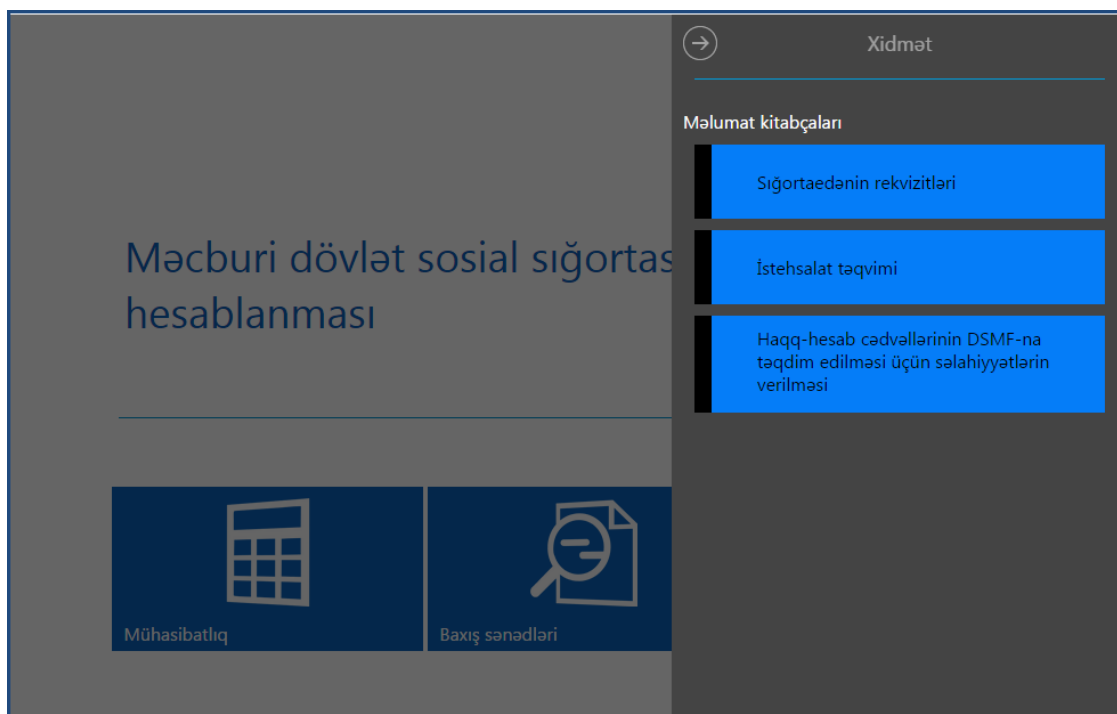 Xidmət
Məlumat kitabçaları
Sığortaedənin rekvizitləri
İstehsalat təqvimi
Haqq-hesab cədvəllərinin DSMF-na
təqdim edilməsi üçün səlahiyyətlərin
verilməsi
Məcburi dövlət sosial sığortas
hesablanması
Mühasibatlıq
Baxış sənədləri